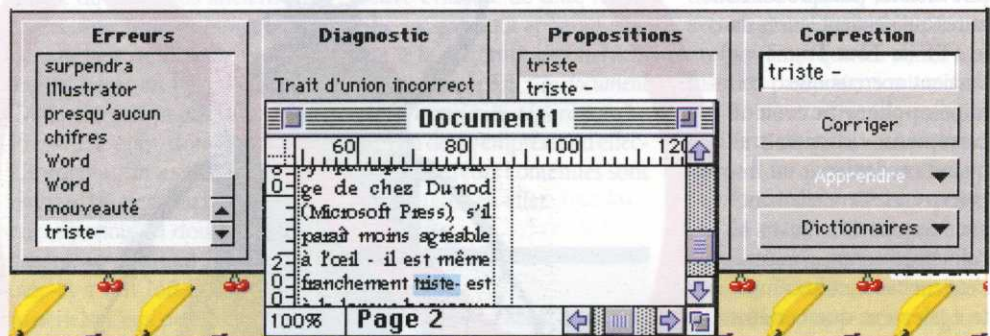 Erreurs
surpendra
Illustrator
presqu'aucun
chifres
Word
Word
mouveauté
triste-
Diagnostic
Trait d'union incorrect
Propositions
triste
triste -
Correction
triste -
Corriger
Apprendre
Dictionnaires
Document1
60 80 100 120
ge de chez Dunod
(Microsoft Press), s'il
paraît moins agréable
à l'œil - il est même
franchement triste- est
100% Page 2